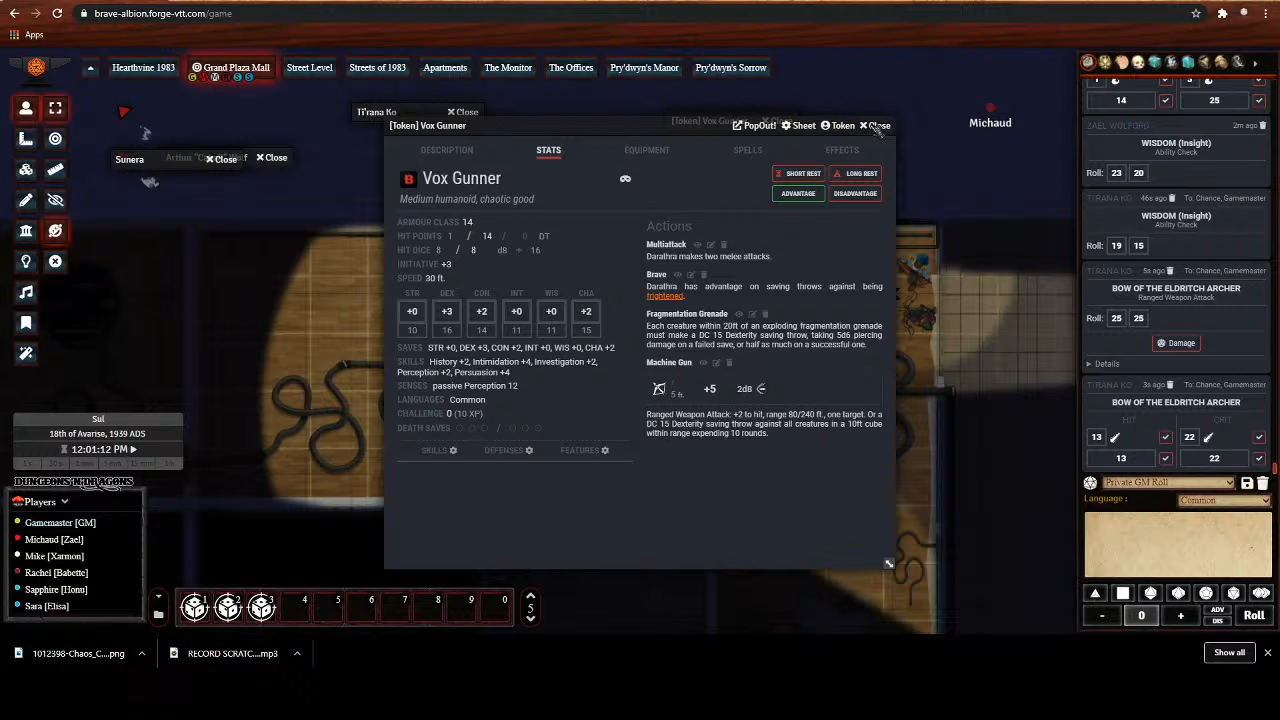 brave-albion.forge-vtt.com/game
Apps
Hearthvine 1983
Grand Plaza Mall
Street Level
Streets of 1983
Apartments
The Monitor
The Offices
Pry'dwyn's Manor
Pry'dwyn's Sorrow
G M S S
Ti'rana Ko
Close
[Token] Vox Gunner
Close
Michaud
Sunera
Close
Close
[Token] Vox Gunner
PopOut!
Sheet
Token
Close
DESCRIPTION
STATS
EQUIPMENT
SPELLS
EFFECTS
B
Vox Gunner
Medium humanoid, chaotic good
SHORT REST
LONG REST
ADVANTAGE
DISADVANTAGE
ARMOUR CLASS 14
HIT POINTS 1 / 14 / 0 DT
HIT DICE 8 / 8 d8 + 16
INITIATIVE +3
SPEED 30 ft.
STR DEX CON INT WIS CHA
+0 +3 +2 +0 +0 +2
10 16 14 11 11 15
SAVES STR +0, DEX +3, CON +2, INT +0, WIS +0, CHA +2
SKILLS History +2, Intimidation +4, Investigation +2,
Perception +2, Persuasion +4
SENSES passive Perception 12
LANGUAGES Common
CHALLENGE 0 (10 XP)
DEATH SAVES /
SKILLS
DEFENSES
FEATURES
Actions
Multiattack
Darathra makes two melee attacks.
Brave
Darathra has advantage on saving throws against being
frightened.
Fragmentation Grenade
Each creature within 20ft of an exploding fragmentation grenade
must make a DC 15 Dexterity saving throw, taking 5d6 piercing
damage on a failed save, or half as much on a successful one.
Machine Gun
5 ft.
+5
2d8
Ranged Weapon Attack: +2 to hit, range 80/240 ft., one target. Or a
DC 15 Dexterity saving throw against all creatures in a 10ft cube
within range expending 10 rounds.
14
25
ZAEL WOLFORD
2m ago
WISDOM (Insight)
Ability Check
Roll: 23 20
TIRANA KO
46s ago
To: Chance, Gamemaster
WISDOM (Insight)
Ability Check
Roll: 19 15
TIRANA KO
5s ago
To: Chance, Gamemaster
BOW OF THE ELDRITCH ARCHER
Ranged Weapon Attack
Roll: 25 25
Damage
Details
TIRANA KO
3s ago
To: Chance, Gamemaster
BOW OF THE ELDRITCH ARCHER
HIT
CRIT
13
22
13
22
Private GM Roll
Language :
Common
- 0 +
ADV
DIS
Roll
Sul
18th of Avarise, 1939 ADS
12:01:12 PM
DUNGEONS N DRAGONS
Players
Gamemaster [GM]
Michaud [Zael]
Mike [Xarmon]
Rachel [Babette]
Sapphire [Honu]
Sara [Elisa]
1 2 3 4 5 6 7 8 9 0
5
1012398-Chaos_C....png
RECORD SCRATC....mp3
Show all